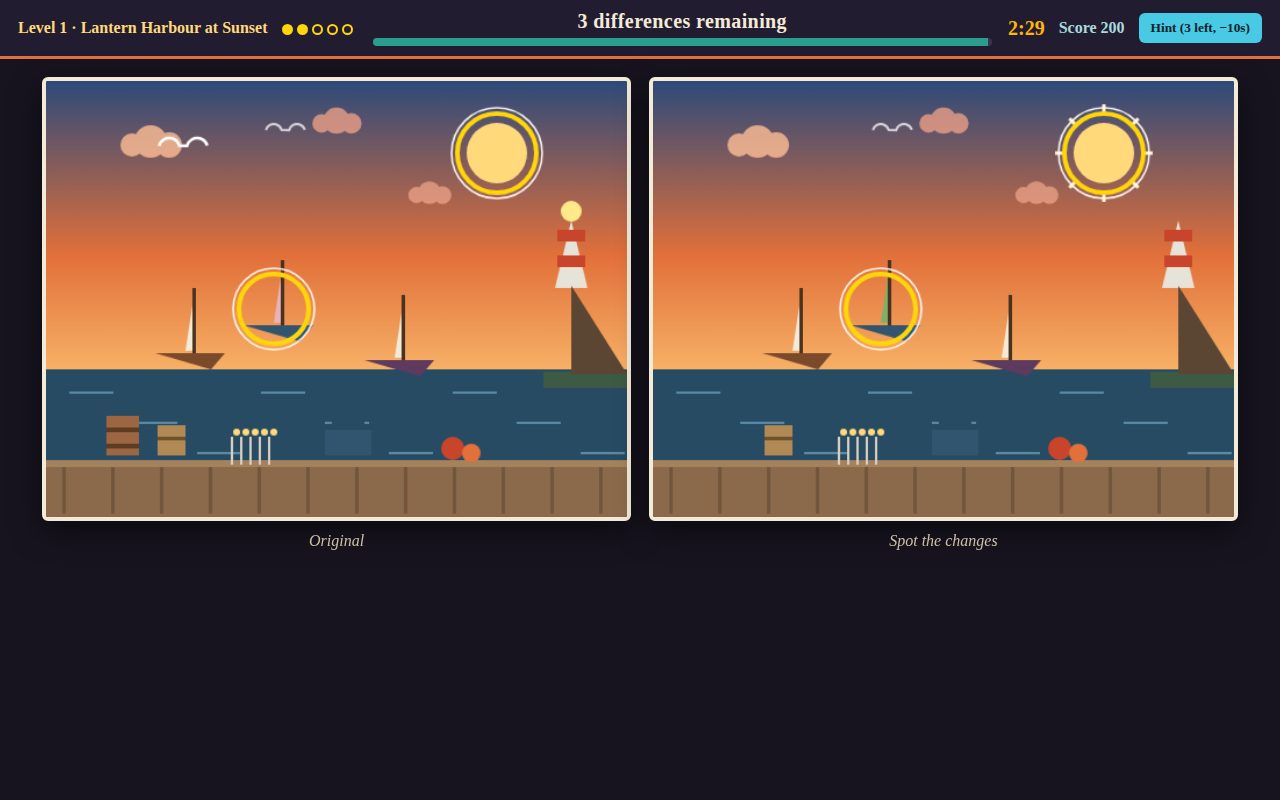 Level 1 · Lantern Harbour at Sunset
3 differences remaining
2:29
Score 200
Hint (3 left, −10s)
Original
Spot the changes